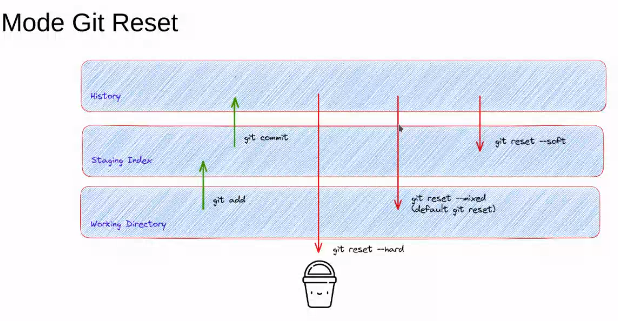 Mode Git Reset
History
git commit
git reset --soft
Staging Index
git add
git reset --mixed
(default git reset)
Working Directory
git reset --hard